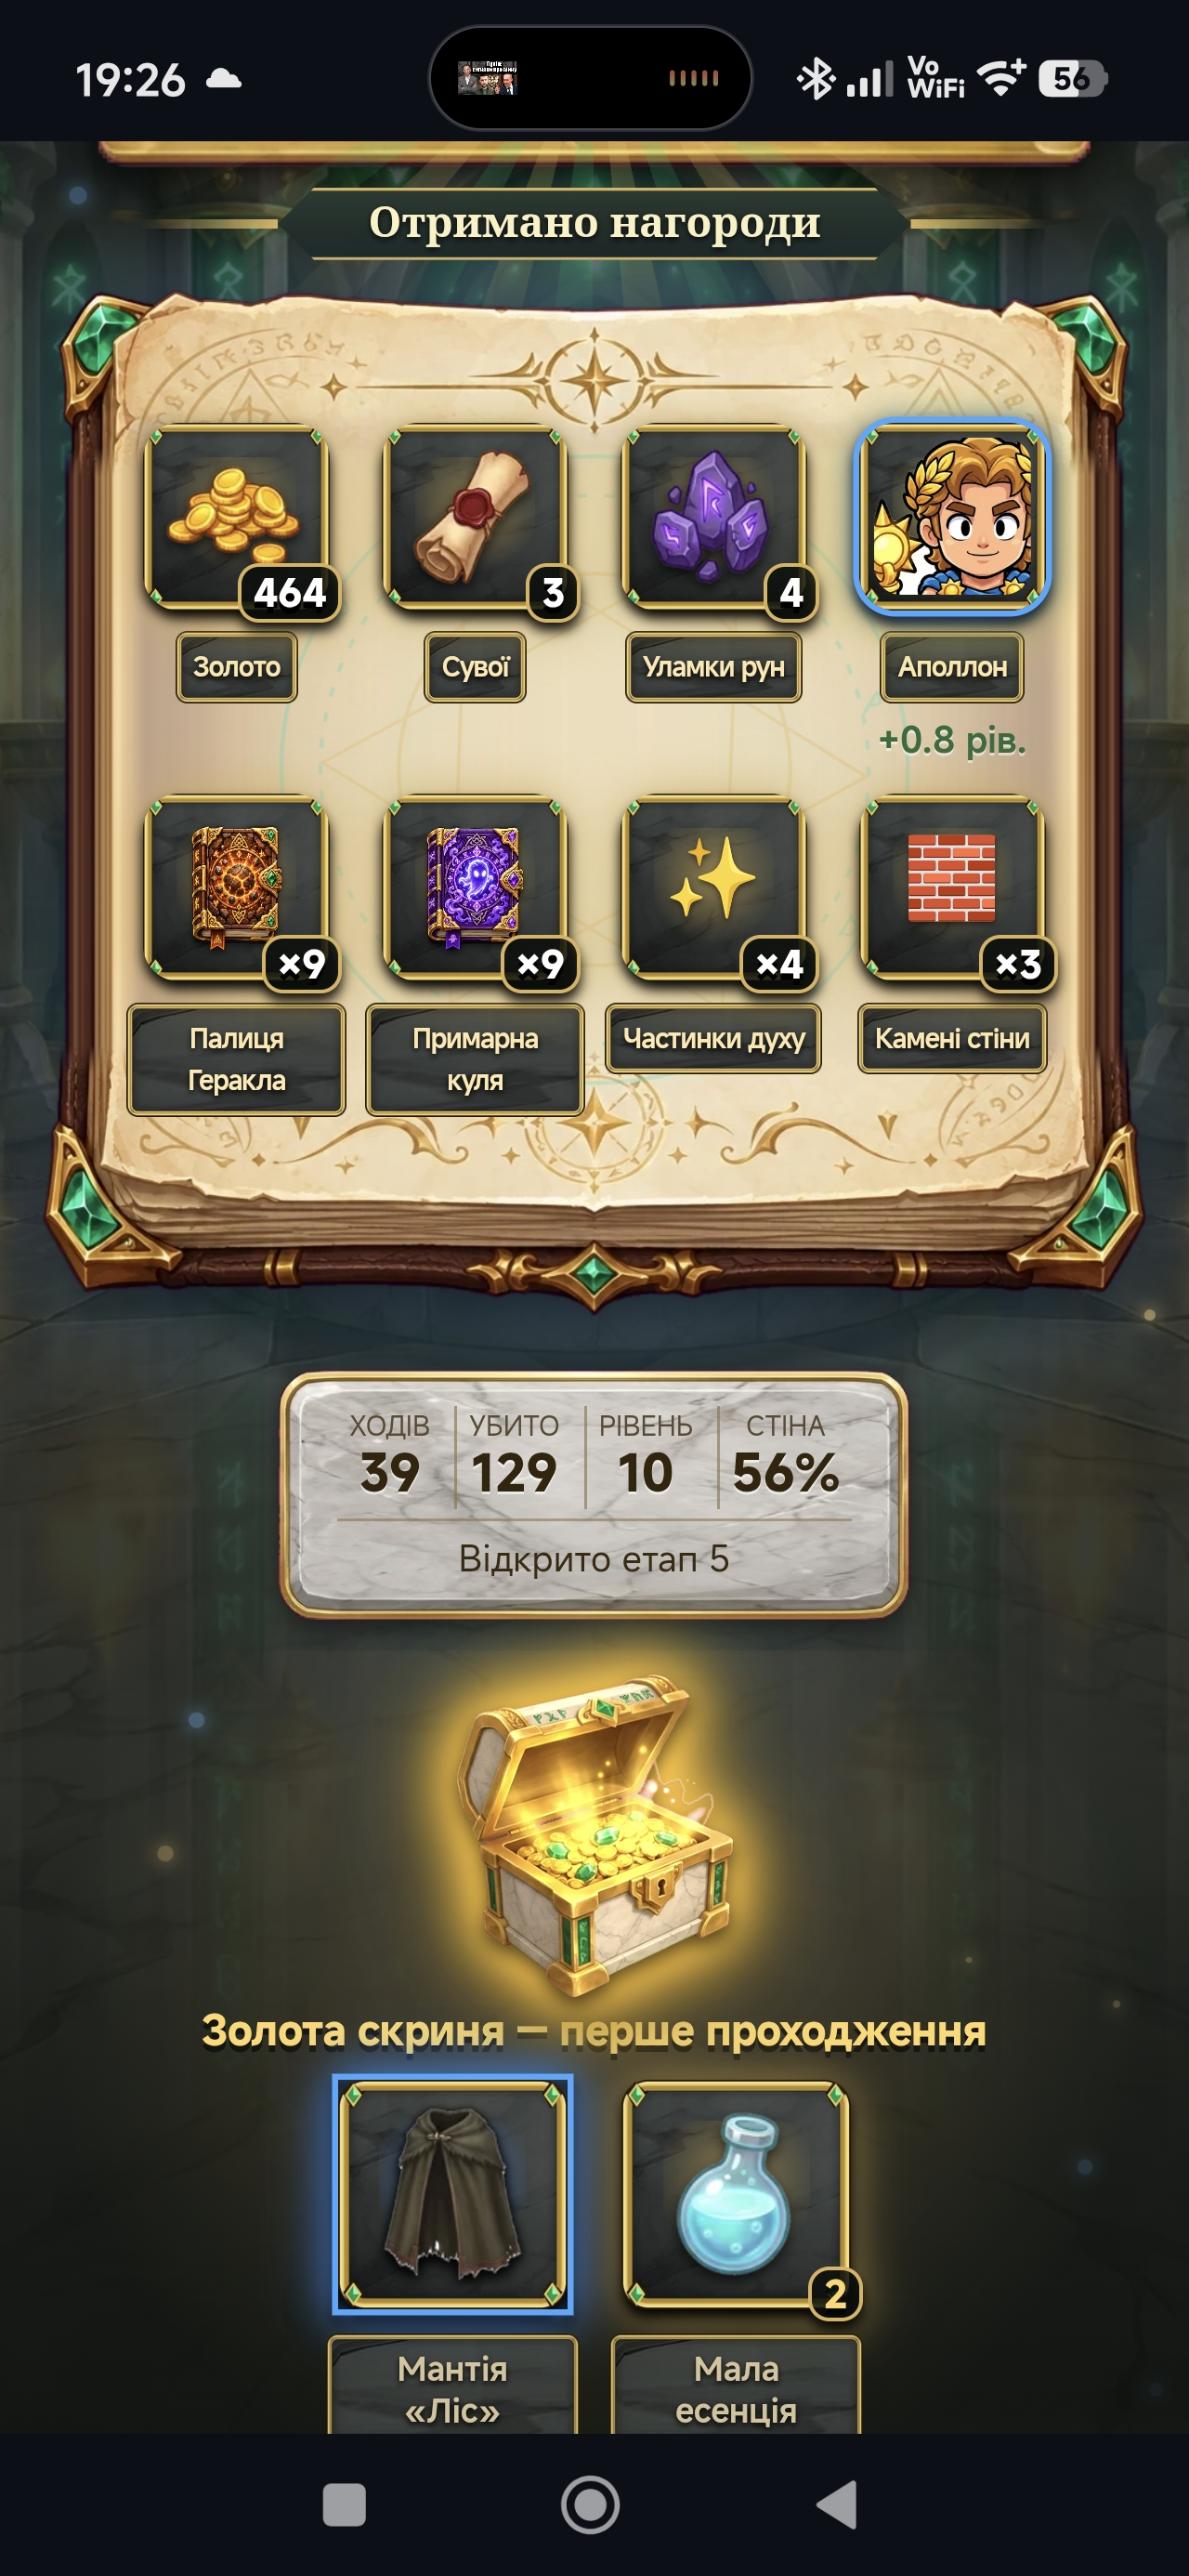 19:26
Vo
WiFi
56
Отримано нагороди
464
3
4
Золото
Сувої
Уламки рун
Аполлон
+0.8 рів.
×9
×9
×4
×3
Палиця
Геракла
Примарна
куля
Частинки духу
Камені стіни
ХОДІВ
УБИТО
РІВЕНЬ
СТІНА
39
129
10
56%
Відкрито етап 5
Золота скриня — перше проходження
2
Мантія
«Ліс»
Мала
есенція